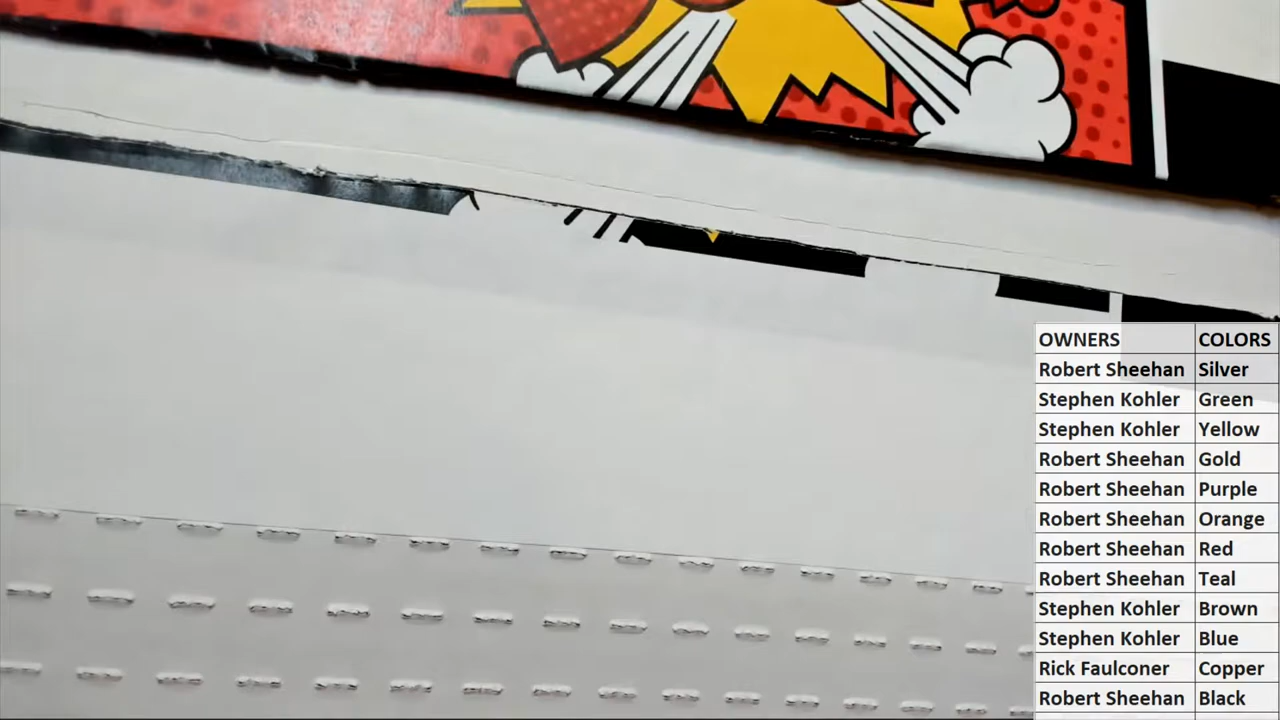 OWNERS COLORS
Robert Sheehan Silver
Stephen Kohler Green
Stephen Kohler Yellow
Robert Sheehan Gold
Robert Sheehan Purple
Robert Sheehan Orange
Robert Sheehan Red
Robert Sheehan Teal
Stephen Kohler Brown
Stephen Kohler Blue
Rick Faulconer Copper
Robert Sheehan Black